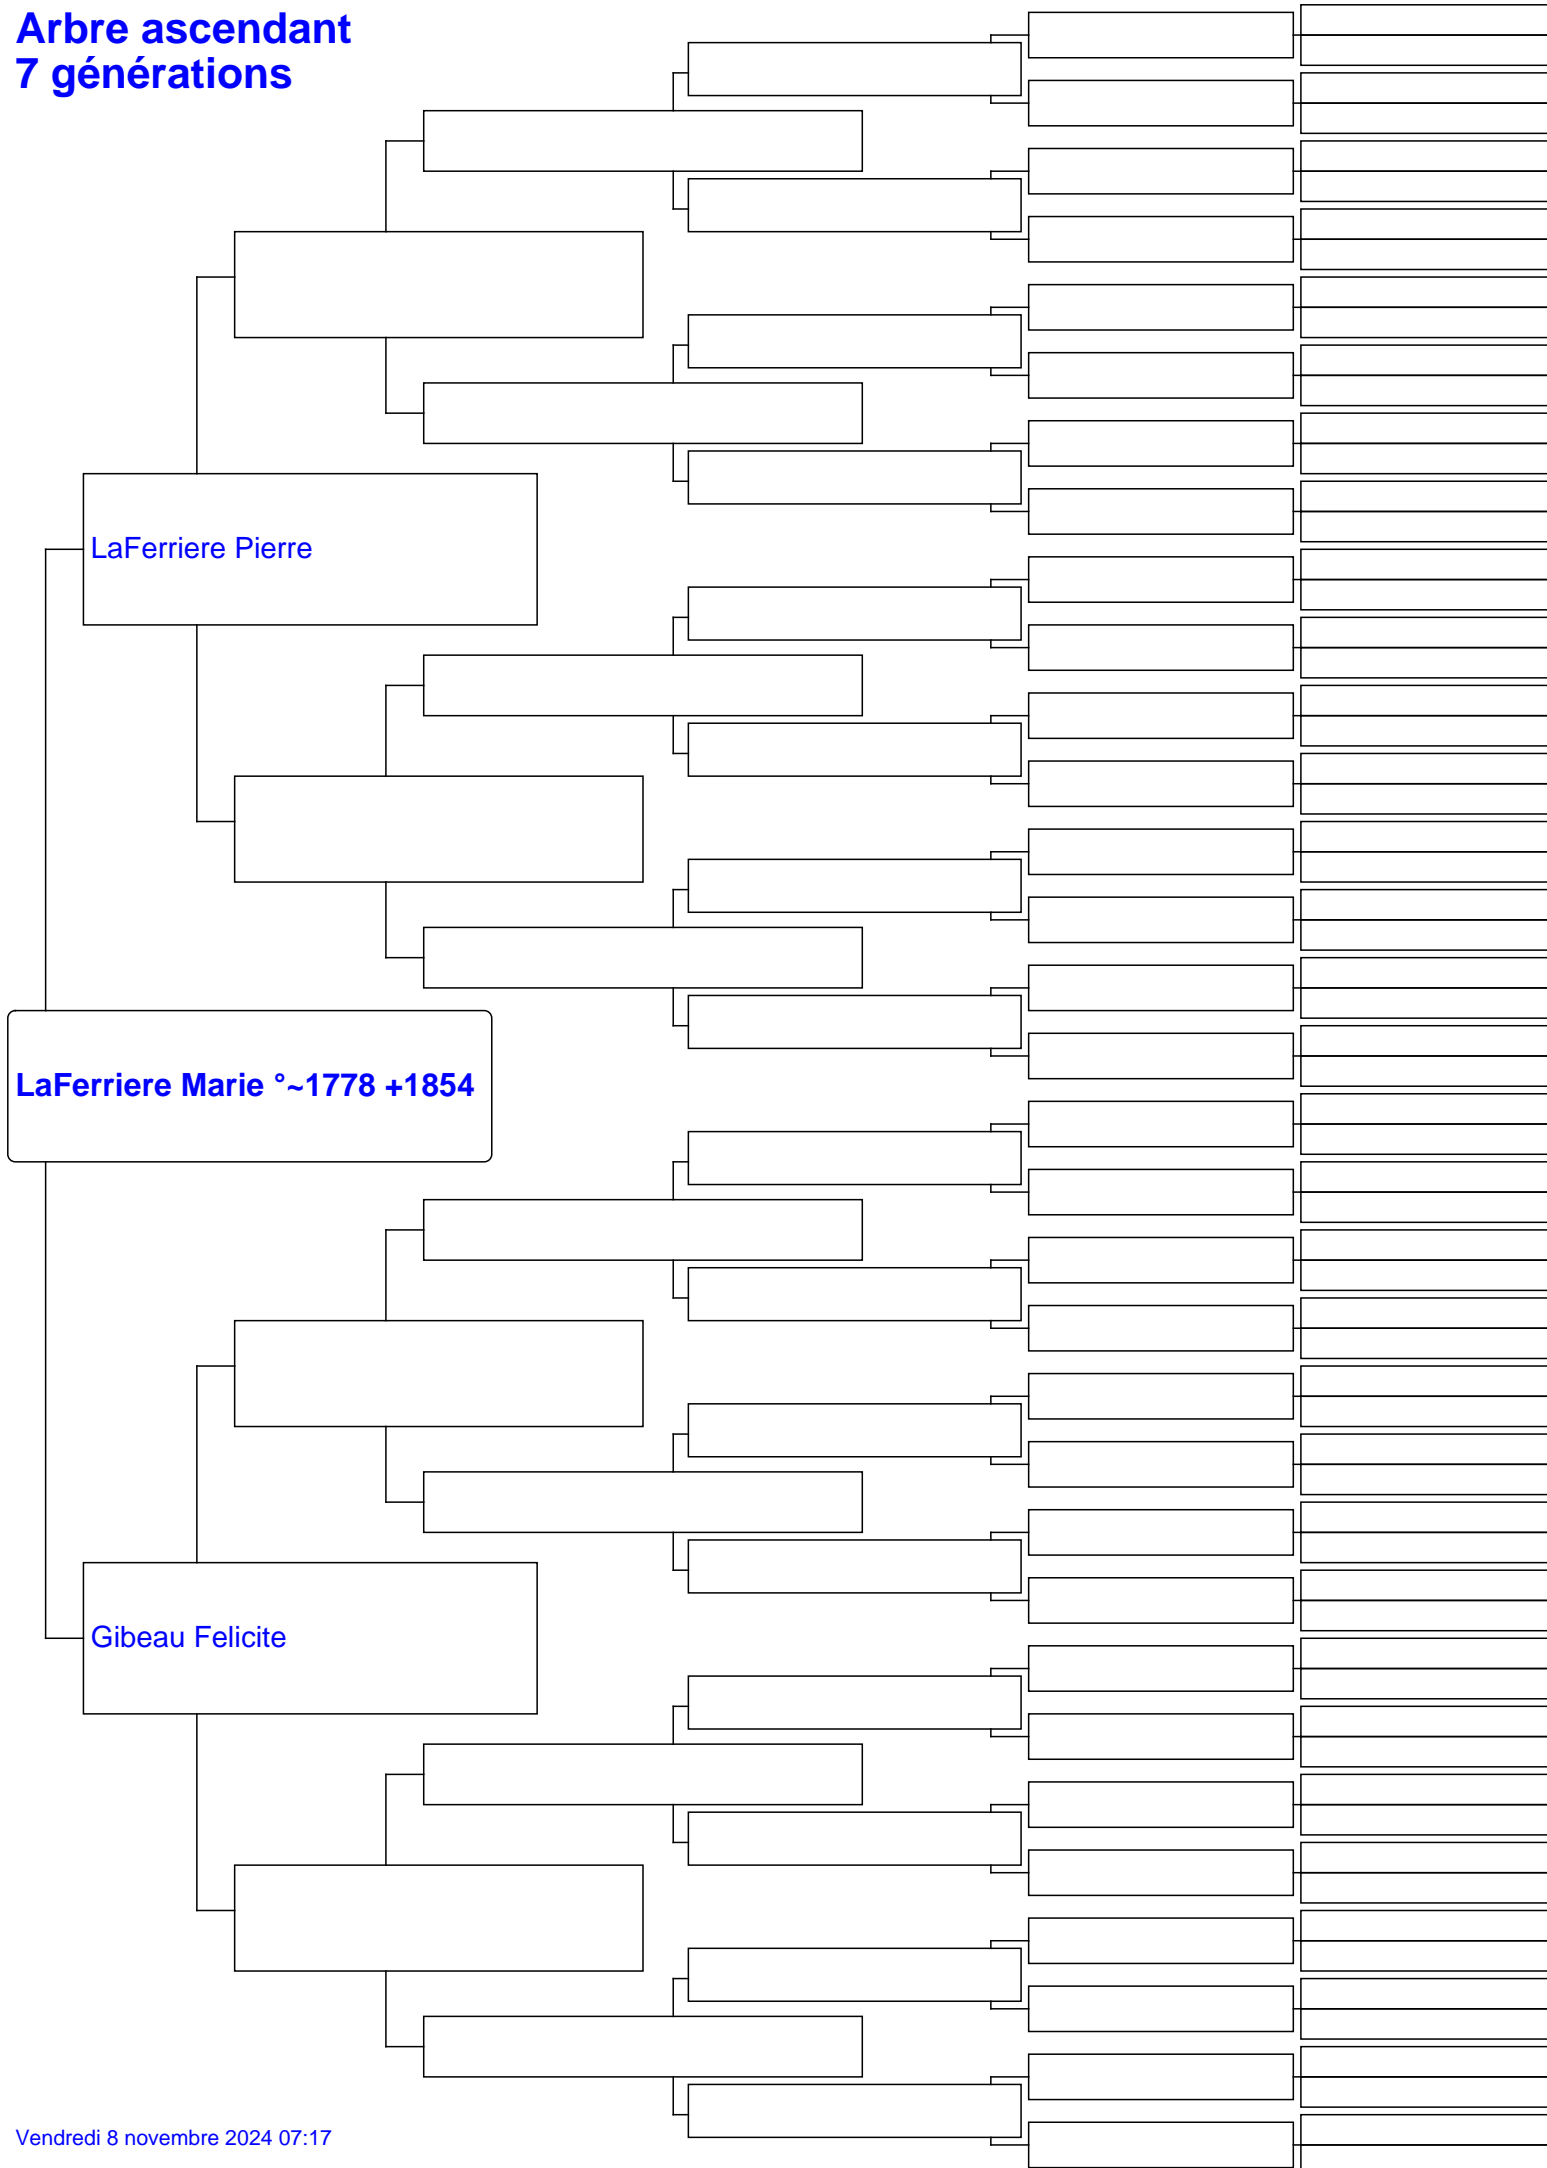 Arbre ascendant
7 générations
LaFerriere Pierre
LaFerriere Marie °~1778 +1854
Gibeau Felicite
Vendredi 8 novembre 2024 07:17